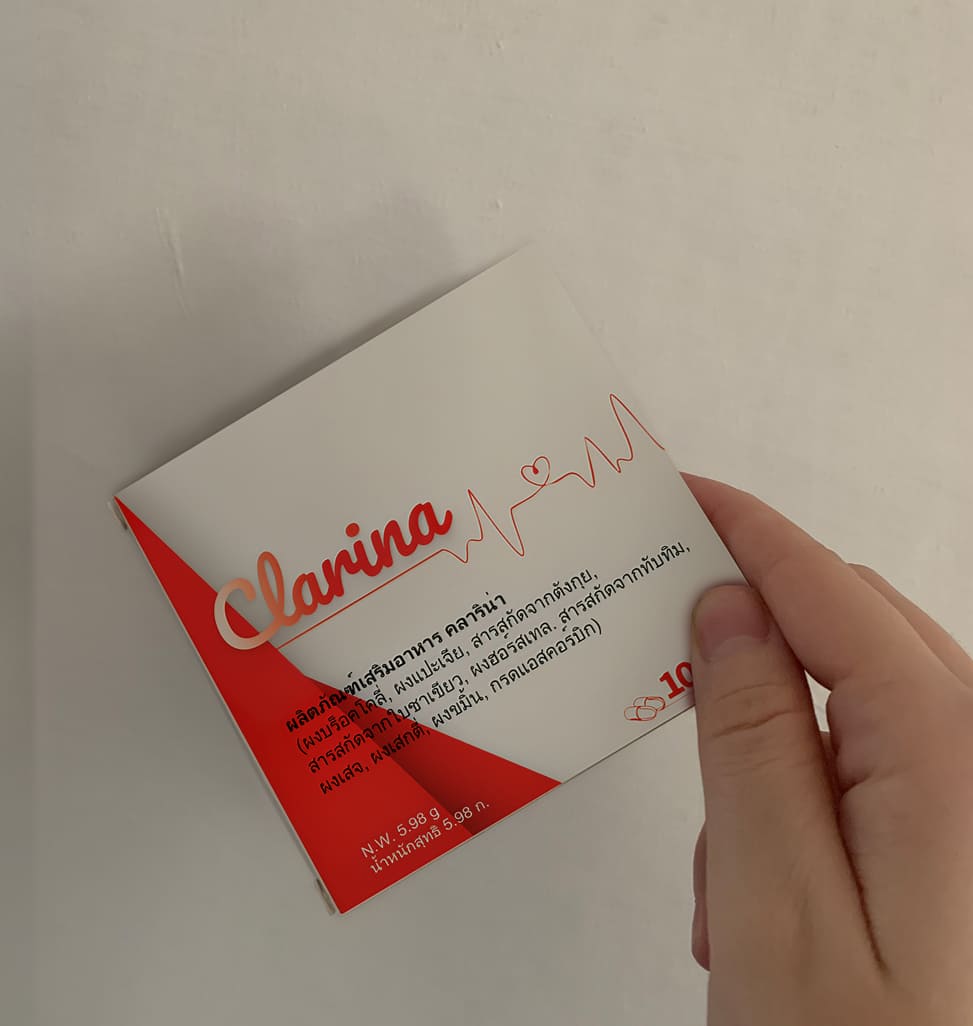 Clarina
ผลิตภัณฑ์เสริมอาหาร คลาริน่า
(ผงบร็อคโคลี่, ผงแปะเจีย, สารสกัดจากตังกุย,
สารสกัดจากใบชาเขียว, ผงฮอร์สเทล. สารสกัดจากทับทิม,
ผงเสจ, ผงเสกตี้, ผงขมิ้น, กรดแอสคอร์บิก)
10
N.W. 5.98 g
น้ำหนักสุทธิ 5.98 ก.